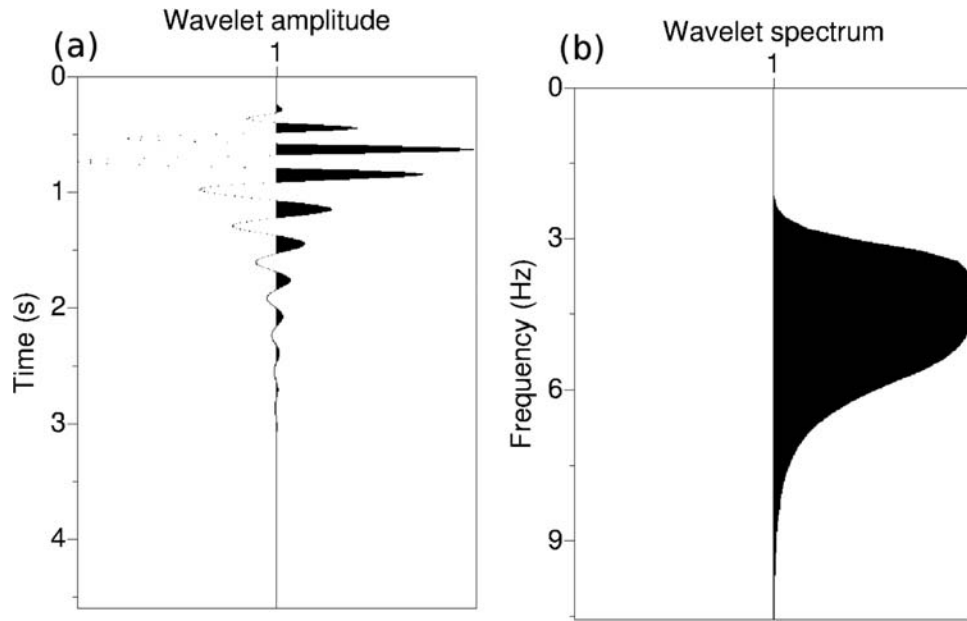 (a)
Wavelet amplitude
1
0
1
2
3
4
Time (s)
(b)
Wavelet spectrum
1
0
3
6
9
Frequency (Hz)